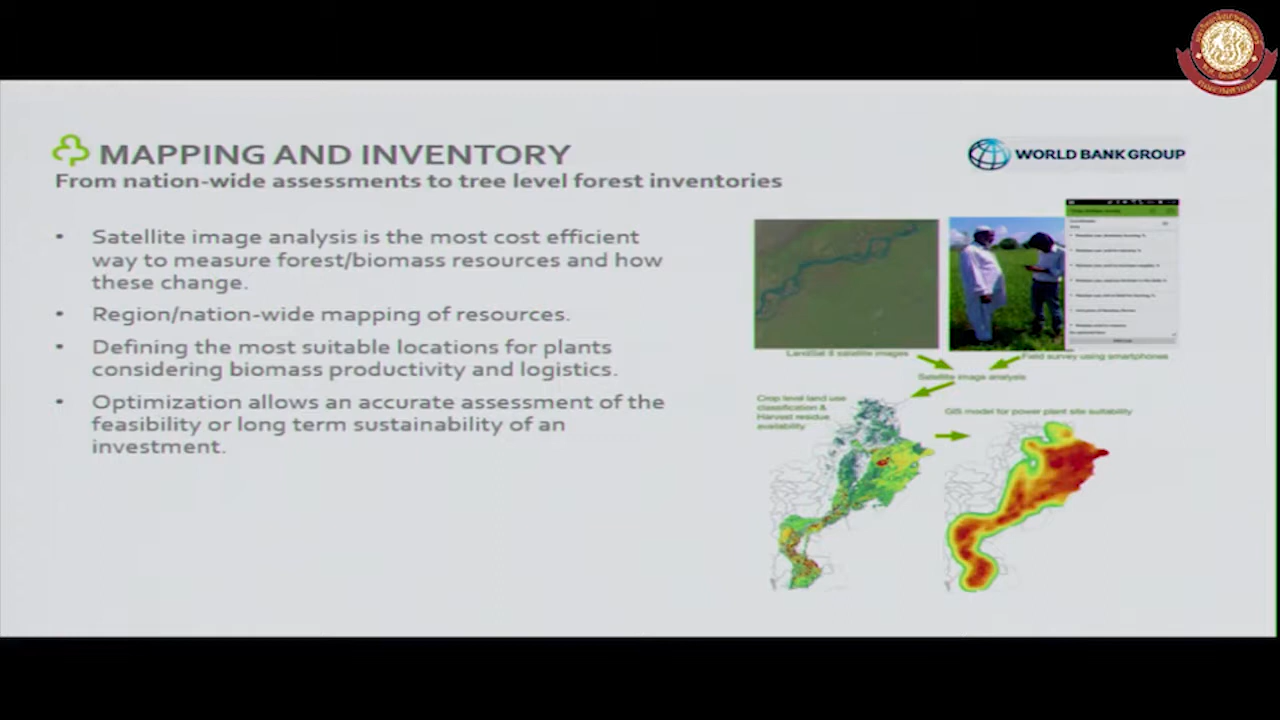 MAPPING AND INVENTORY
From nation-wide assessments to tree level forest inventories
WORLD BANK GROUP
• Satellite image analysis is the most cost efficient
way to measure forest/biomass resources and how
these change.
• Region/nation-wide mapping of resources.
• Defining the most suitable locations for plants
considering biomass productivity and logistics.
• Optimization allows an accurate assessment of the
feasibility or long term sustainability of an
investment.
LandSat 8 satellite images
Field survey using smartphones
Satellite image analysis
Crop level land use
classification &
Harvest residue
availability
GIS model for power plant site suitability